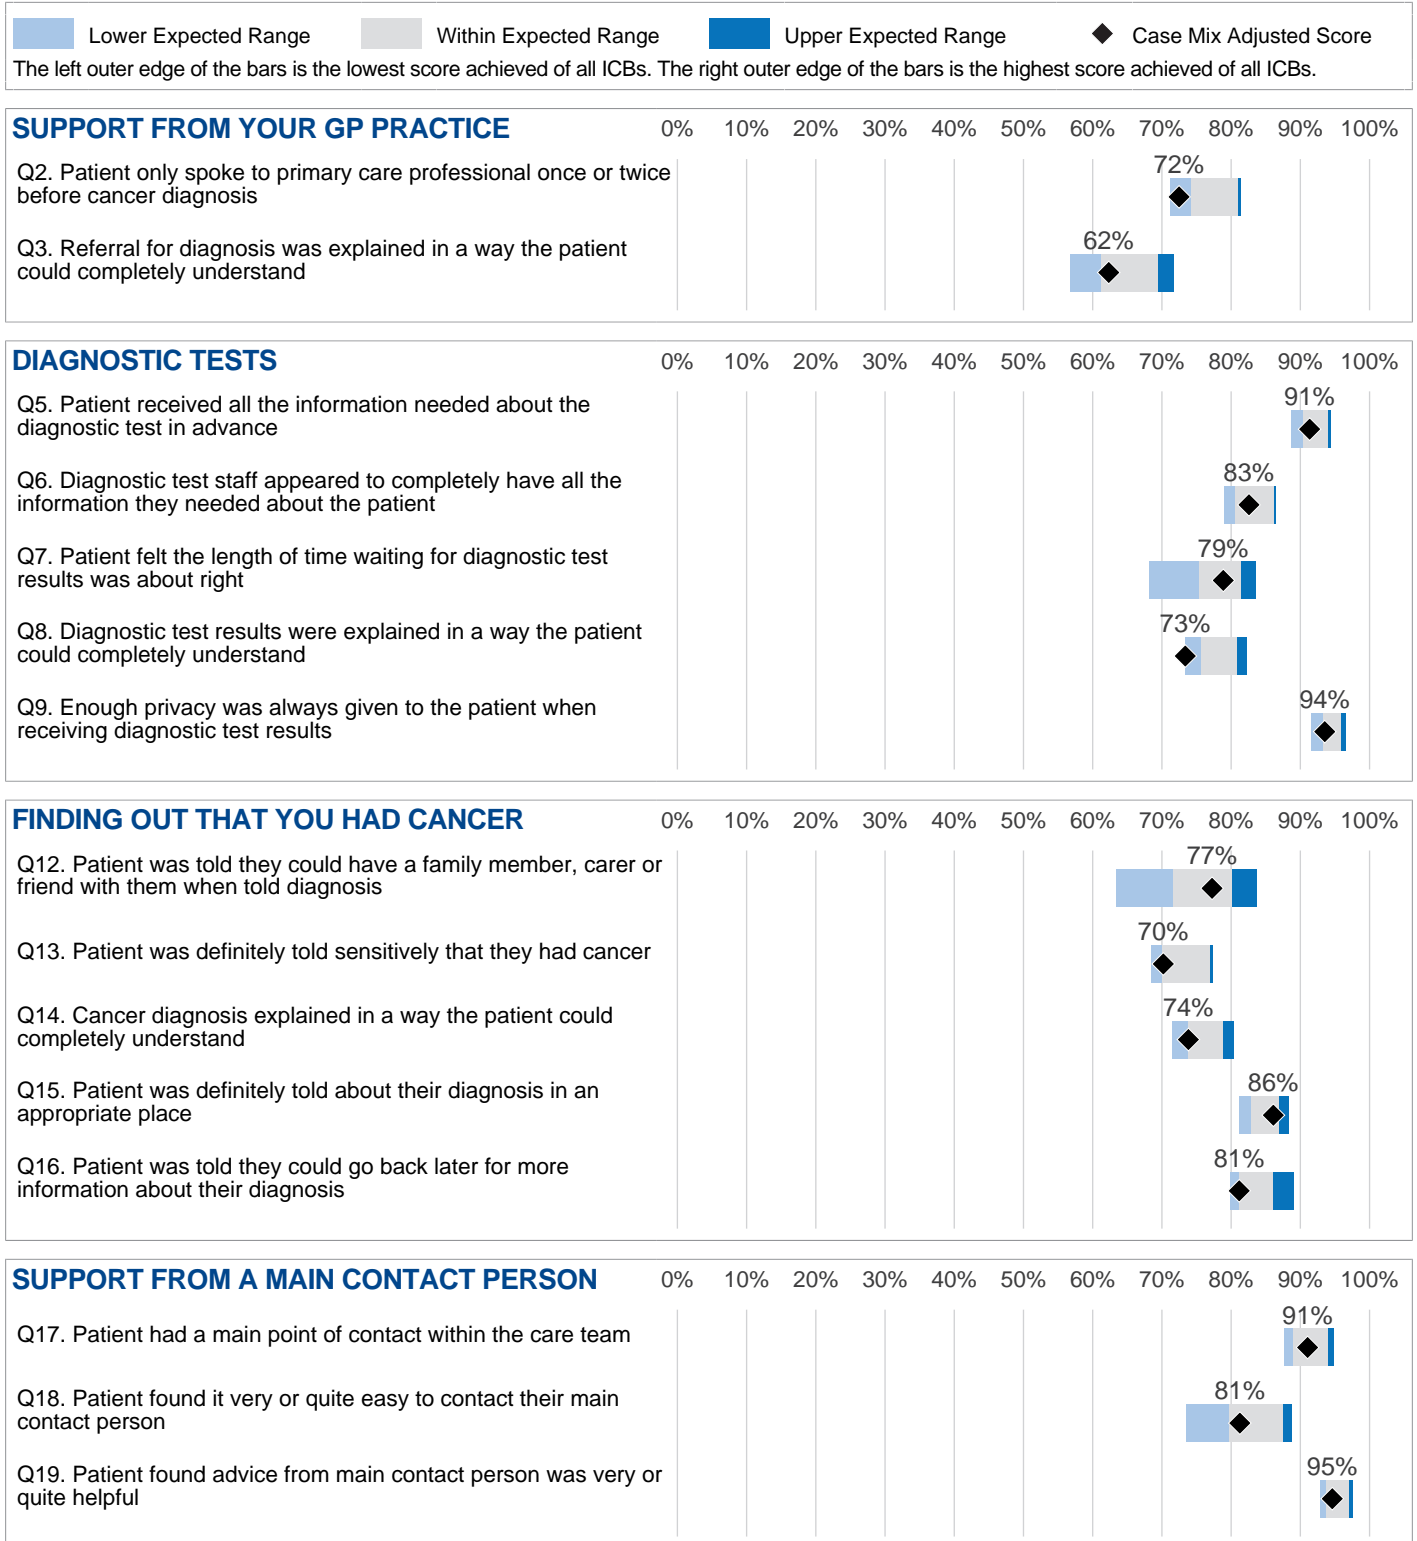 Lower Expected Range Within Expected Range Upper Expected Range Case Mix Adjusted Score
The left outer edge of the bars is the lowest score achieved of all ICBs. The right outer edge of the bars is the highest score achieved of all ICBs.
SUPPORT FROM YOUR GP PRACTICE 0% 10% 20% 30% 40% 50% 60% 70% 80% 90% 100%
72%
Q2. Patient only spoke to primary care professional once or twice
before cancer diagnosis
62%
Q3. Referral for diagnosis was explained in a way the patient
could completely understand
DIAGNOSTIC TESTS 0% 10% 20% 30% 40% 50% 60% 70% 80% 90% 100%
91%
Q5. Patient received all the information needed about the
diagnostic test in advance
83%
Q6. Diagnostic test staff appeared to completely have all the
information they needed about the patient
79%
Q7. Patient felt the length of time waiting for diagnostic test
results was about right
73%
Q8. Diagnostic test results were explained in a way the patient
could completely understand
94%
Q9. Enough privacy was always given to the patient when
receiving diagnostic test results
FINDING OUT THAT YOU HAD CANCER 0% 10% 20% 30% 40% 50% 60% 70% 80% 90% 100%
77%
Q12. Patient was told they could have a family member, carer or
friend with them when told diagnosis
70%
Q13. Patient was definitely told sensitively that they had cancer
74%
Q14. Cancer diagnosis explained in a way the patient could
completely understand
86%
Q15. Patient was definitely told about their diagnosis in an
appropriate place
81%
Q16. Patient was told they could go back later for more
information about their diagnosis
SUPPORT FROM A MAIN CONTACT PERSON 0% 10% 20% 30% 40% 50% 60% 70% 80% 90% 100%
91%
Q17. Patient had a main point of contact within the care team
81%
Q18. Patient found it very or quite easy to contact their main
contact person
95%
Q19. Patient found advice from main contact person was very or
quite helpful